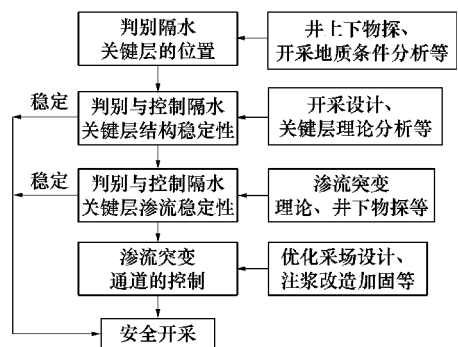 判别隔水
关键层的位置
井上下物探、
开采地质条件分析等
稳定
判别与控制隔水
关键层结构稳定性
开采设计、
关键层理论分析等
稳定
判别与控制隔水
关键层渗流稳定性
渗流突变
理论、井下物探等
渗流突变
通道的控制
优化采场设计、
注浆改造加固等
安全开采